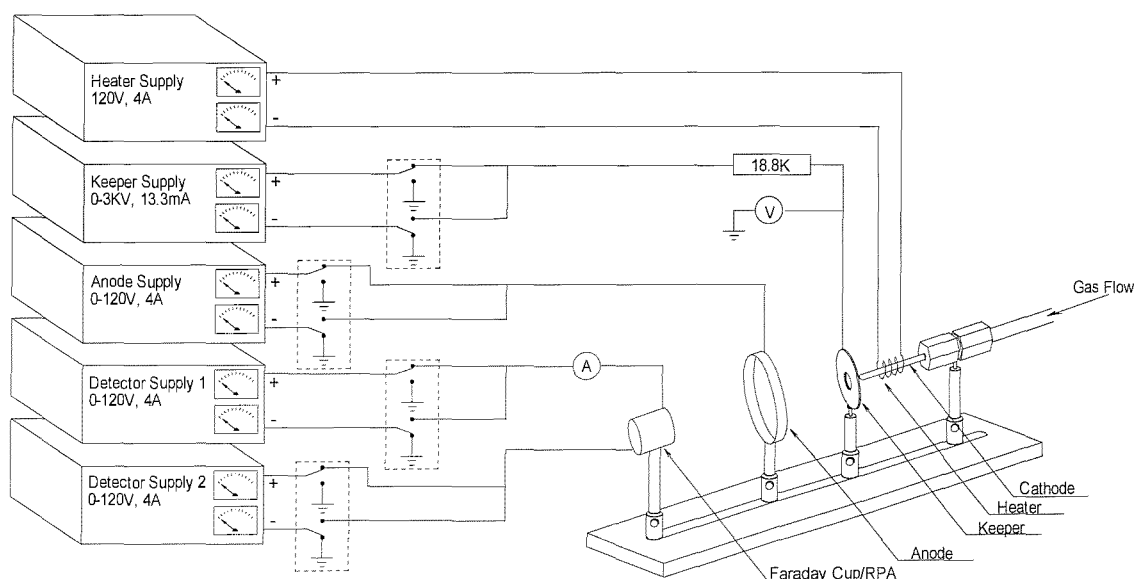 Heater Supply
120V, 4A
+
-
Keeper Supply
0-3KV, 13.3mA
+
-
18.8K
V
Anode Supply
0-120V, 4A
+
-
Gas Flow
Detector Supply 1
0-120V, 4A
+
-
A
Detector Supply 2
0-120V, 4A
+
-
Cathode
Heater
Keeper
Anode
Faraday Cup/RPA